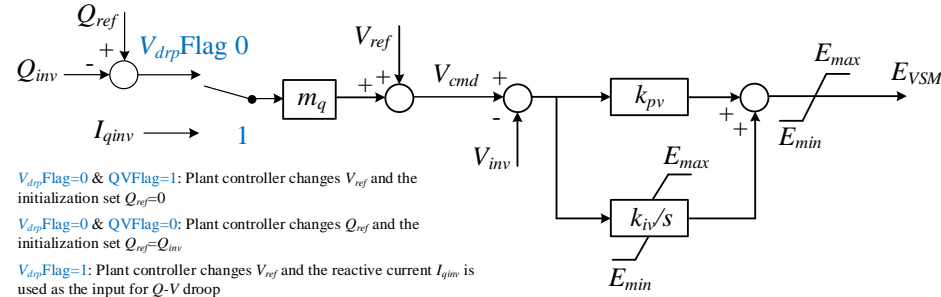 Q_ref
V_drpFlag 0
+
-
Q_inv
I_qinv
1
m_q
V_ref
+
+
V_cmd
+
-
V_inv
k_pv
E_max
k_iv/s
E_min
+
+
E_max
E_VSM
E_min
V_drpFlag=0 & QVFlag=1: Plant controller changes V_ref and the
initialization set Q_ref=0
V_drpFlag=0 & QVFlag=0: Plant controller changes Q_ref and the
initialization set Q_ref=Q_inv
V_drpFlag=1: Plant controller changes V_ref and the reactive current I_qinv is
used as the input for Q-V droop